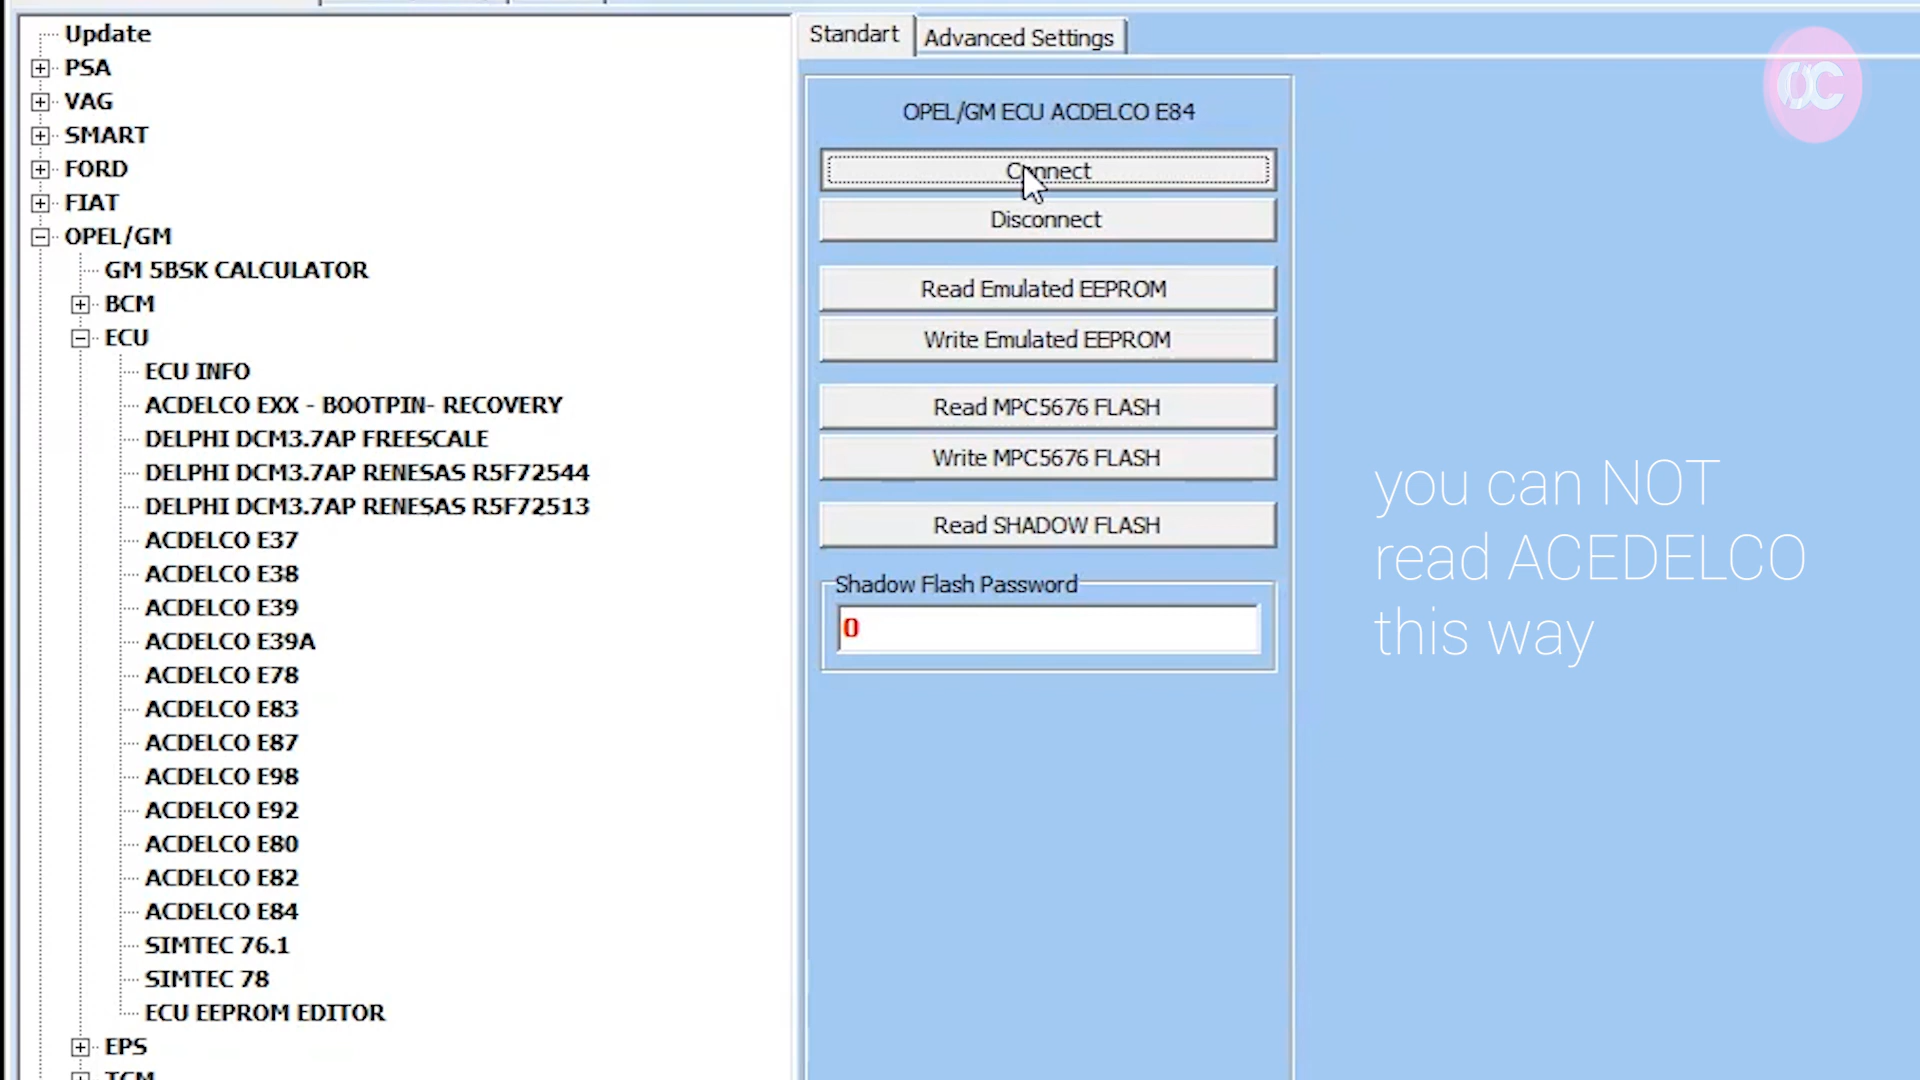 Update
PSA
VAG
SMART
FORD
FIAT
OPEL/GM
GM 5BSK CALCULATOR
BCM
ECU
ECU INFO
ACDELCO EXX - BOOTPIN- RECOVERY
DELPHI DCM3.7AP FREESCALE
DELPHI DCM3.7AP RENESAS R5F72544
DELPHI DCM3.7AP RENESAS R5F72513
ACDELCO E37
ACDELCO E38
ACDELCO E39
ACDELCO E39A
ACDELCO E78
ACDELCO E83
ACDELCO E87
ACDELCO E98
ACDELCO E92
ACDELCO E80
ACDELCO E82
ACDELCO E84
SIMTEC 76.1
SIMTEC 78
ECU EEPROM EDITOR
EPS
TCM
Standart
Advanced Settings
OPEL/GM ECU ACDELCO E84
Connect
Disconnect
Read Emulated EEPROM
Write Emulated EEPROM
Read MPC5676 FLASH
Write MPC5676 FLASH
Read SHADOW FLASH
Shadow Flash Password
0
you can NOT
read ACEDELCO
this way